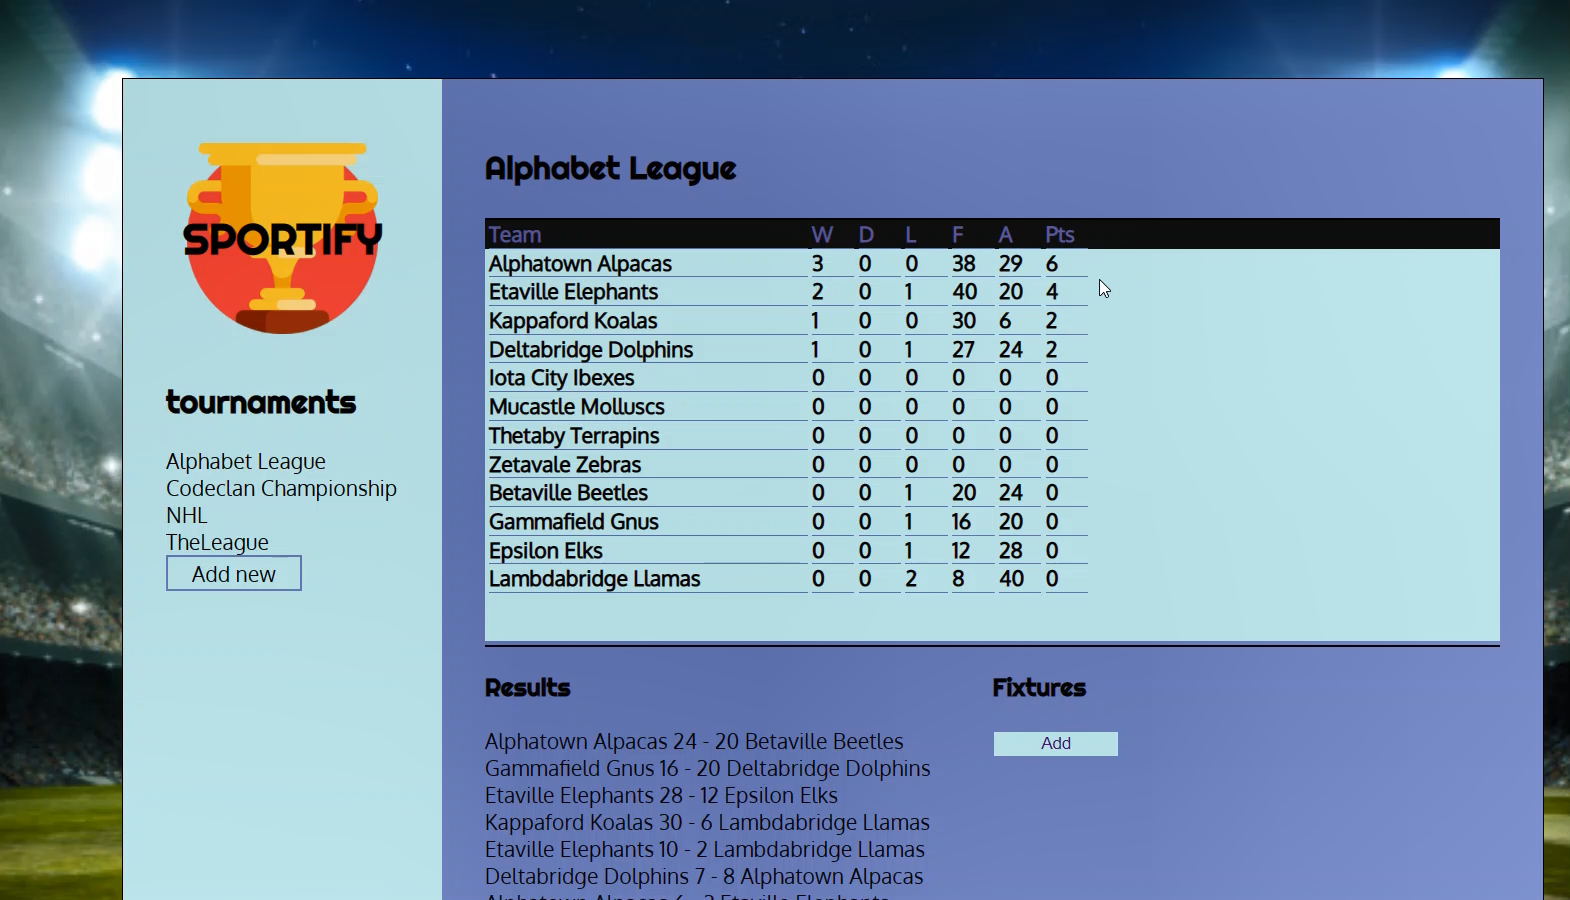 SPORTIFY
tournaments
Alphabet League
Codeclan Championship
NHL
TheLeague
Add new
Alphabet League
Team W D L F A Pts
Alphatown Alpacas 3 0 0 38 29 6
Etaville Elephants 2 0 1 40 20 4
Kappaford Koalas 1 0 0 30 6 2
Deltabridge Dolphins 1 0 1 27 24 2
Iota City Ibexes 0 0 0 0 0 0
Mucastle Molluscs 0 0 0 0 0 0
Thetaby Terrapins 0 0 0 0 0 0
Zetavale Zebras 0 0 0 0 0 0
Betaville Beetles 0 0 1 20 24 0
Gammafield Gnus 0 0 1 16 20 0
Epsilon Elks 0 0 1 12 28 0
Lambdabridge Llamas 0 0 2 8 40 0
Results
Alphatown Alpacas 24 - 20 Betaville Beetles
Gammafield Gnus 16 - 20 Deltabridge Dolphins
Etaville Elephants 28 - 12 Epsilon Elks
Kappaford Koalas 30 - 6 Lambdabridge Llamas
Etaville Elephants 10 - 2 Lambdabridge Llamas
Deltabridge Dolphins 7 - 8 Alphatown Alpacas
Fixtures
Add